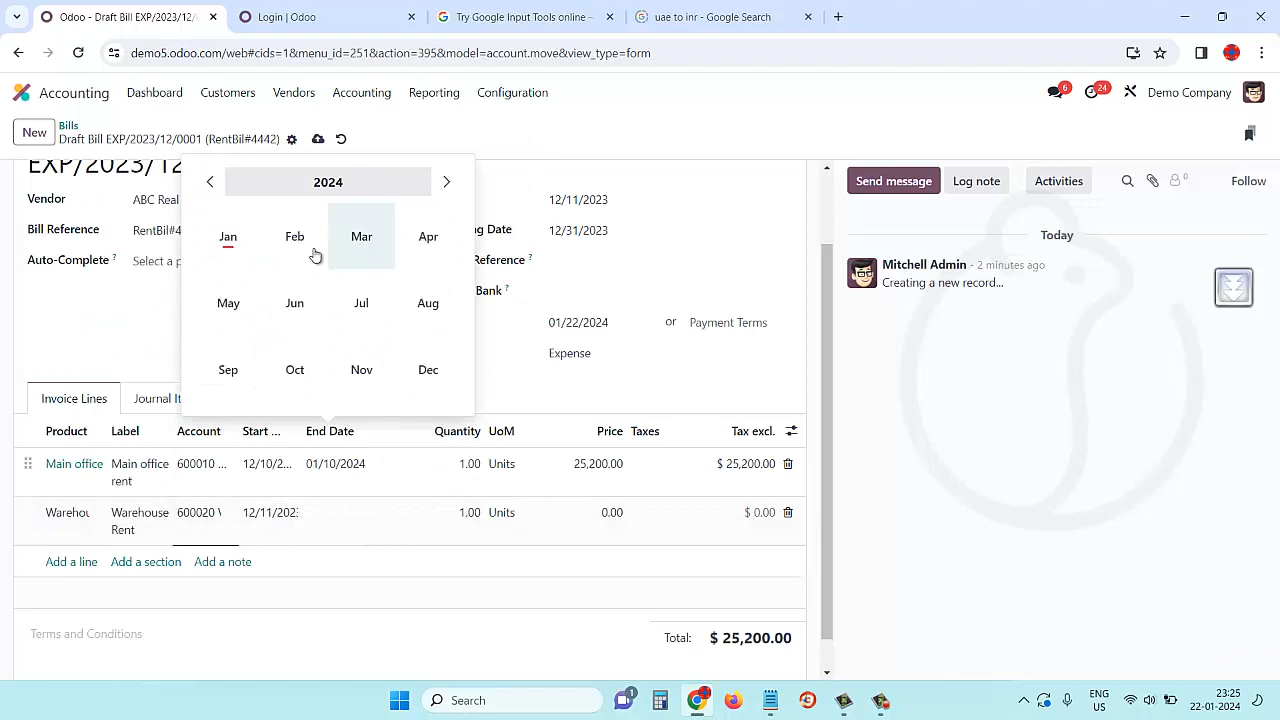 Odoo - Draft Bill EXP/2023/12/
Login | Odoo
Try Google Input Tools online –
uae to inr - Google Search
demo5.odoo.com/web#cids=1&menu_id=251&action=395&model=account.move&view_type=form
Accounting Dashboard Customers Vendors Accounting Reporting Configuration
6 24 Demo Company
New Bills
Draft Bill EXP/2023/12/0001 (RentBil#4442)
EXP/2023/12
Vendor ABC Real 12/11/2023
Bill Reference RentBil#4 ng Date 12/31/2023
Auto-Complete ? Select a p Reference ?
Bank ?
01/22/2024 or Payment Terms
Expense
2024
Jan Feb Mar Apr
May Jun Jul Aug
Sep Oct Nov Dec
Invoice Lines Journal It
Product Label Account Start ... End Date Quantity UoM Price Taxes Tax excl.
Main office Main office rent 600010 ... 12/10/2... 01/10/2024 1.00 Units 25,200.00 $ 25,200.00
Warehou Warehouse Rent 600020 \ 12/11/202 1.00 Units 0.00 $ 0.00
Add a line Add a section Add a note
Terms and Conditions
Total: $ 25,200.00
Send message Log note Activities 0 Follow
Today
Mitchell Admin - 2 minutes ago
Creating a new record...
Search
1
ENG
US
23:25
22-01-2024